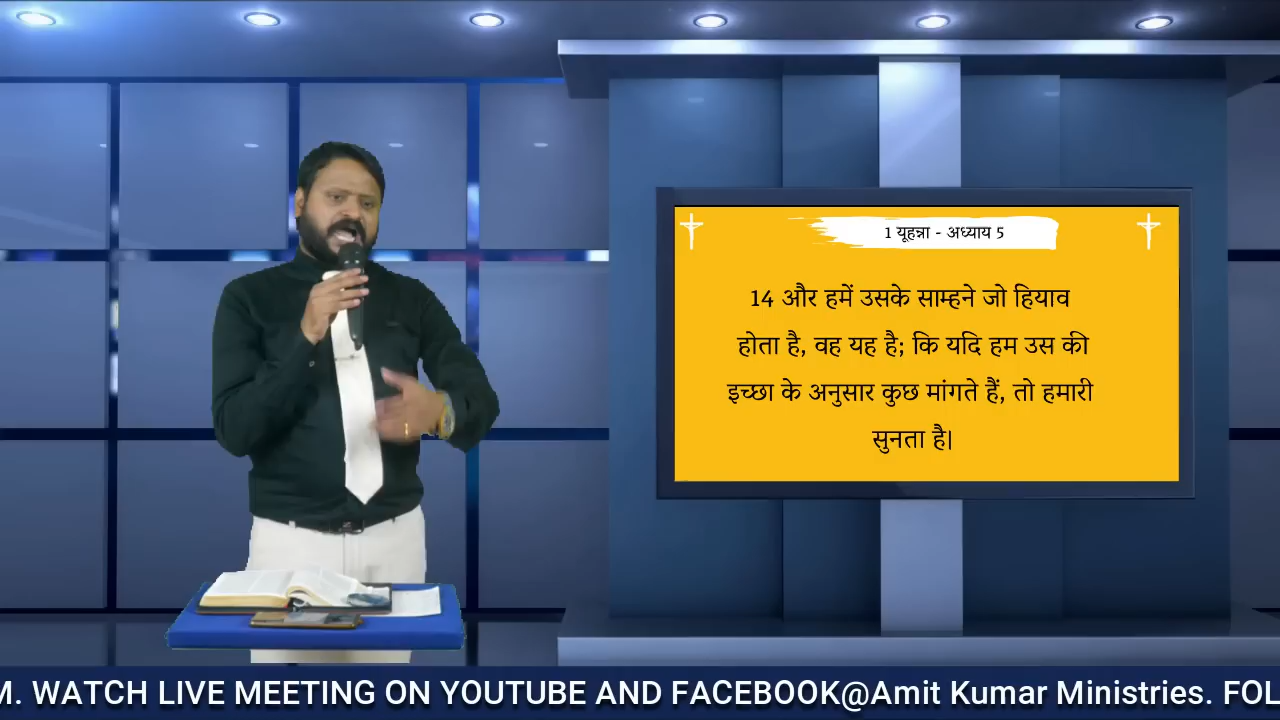 1 यूहन्ना - अध्याय 5
14 और हमें उसके साम्हने जो हियाव
होता है, वह यह है; कि यदि हम उस की
इच्छा के अनुसार कुछ मांगते हैं, तो हमारी
सुनता है।
M. WATCH LIVE MEETING ON YOUTUBE AND FACEBOOK@Amit Kumar Ministries. FOL